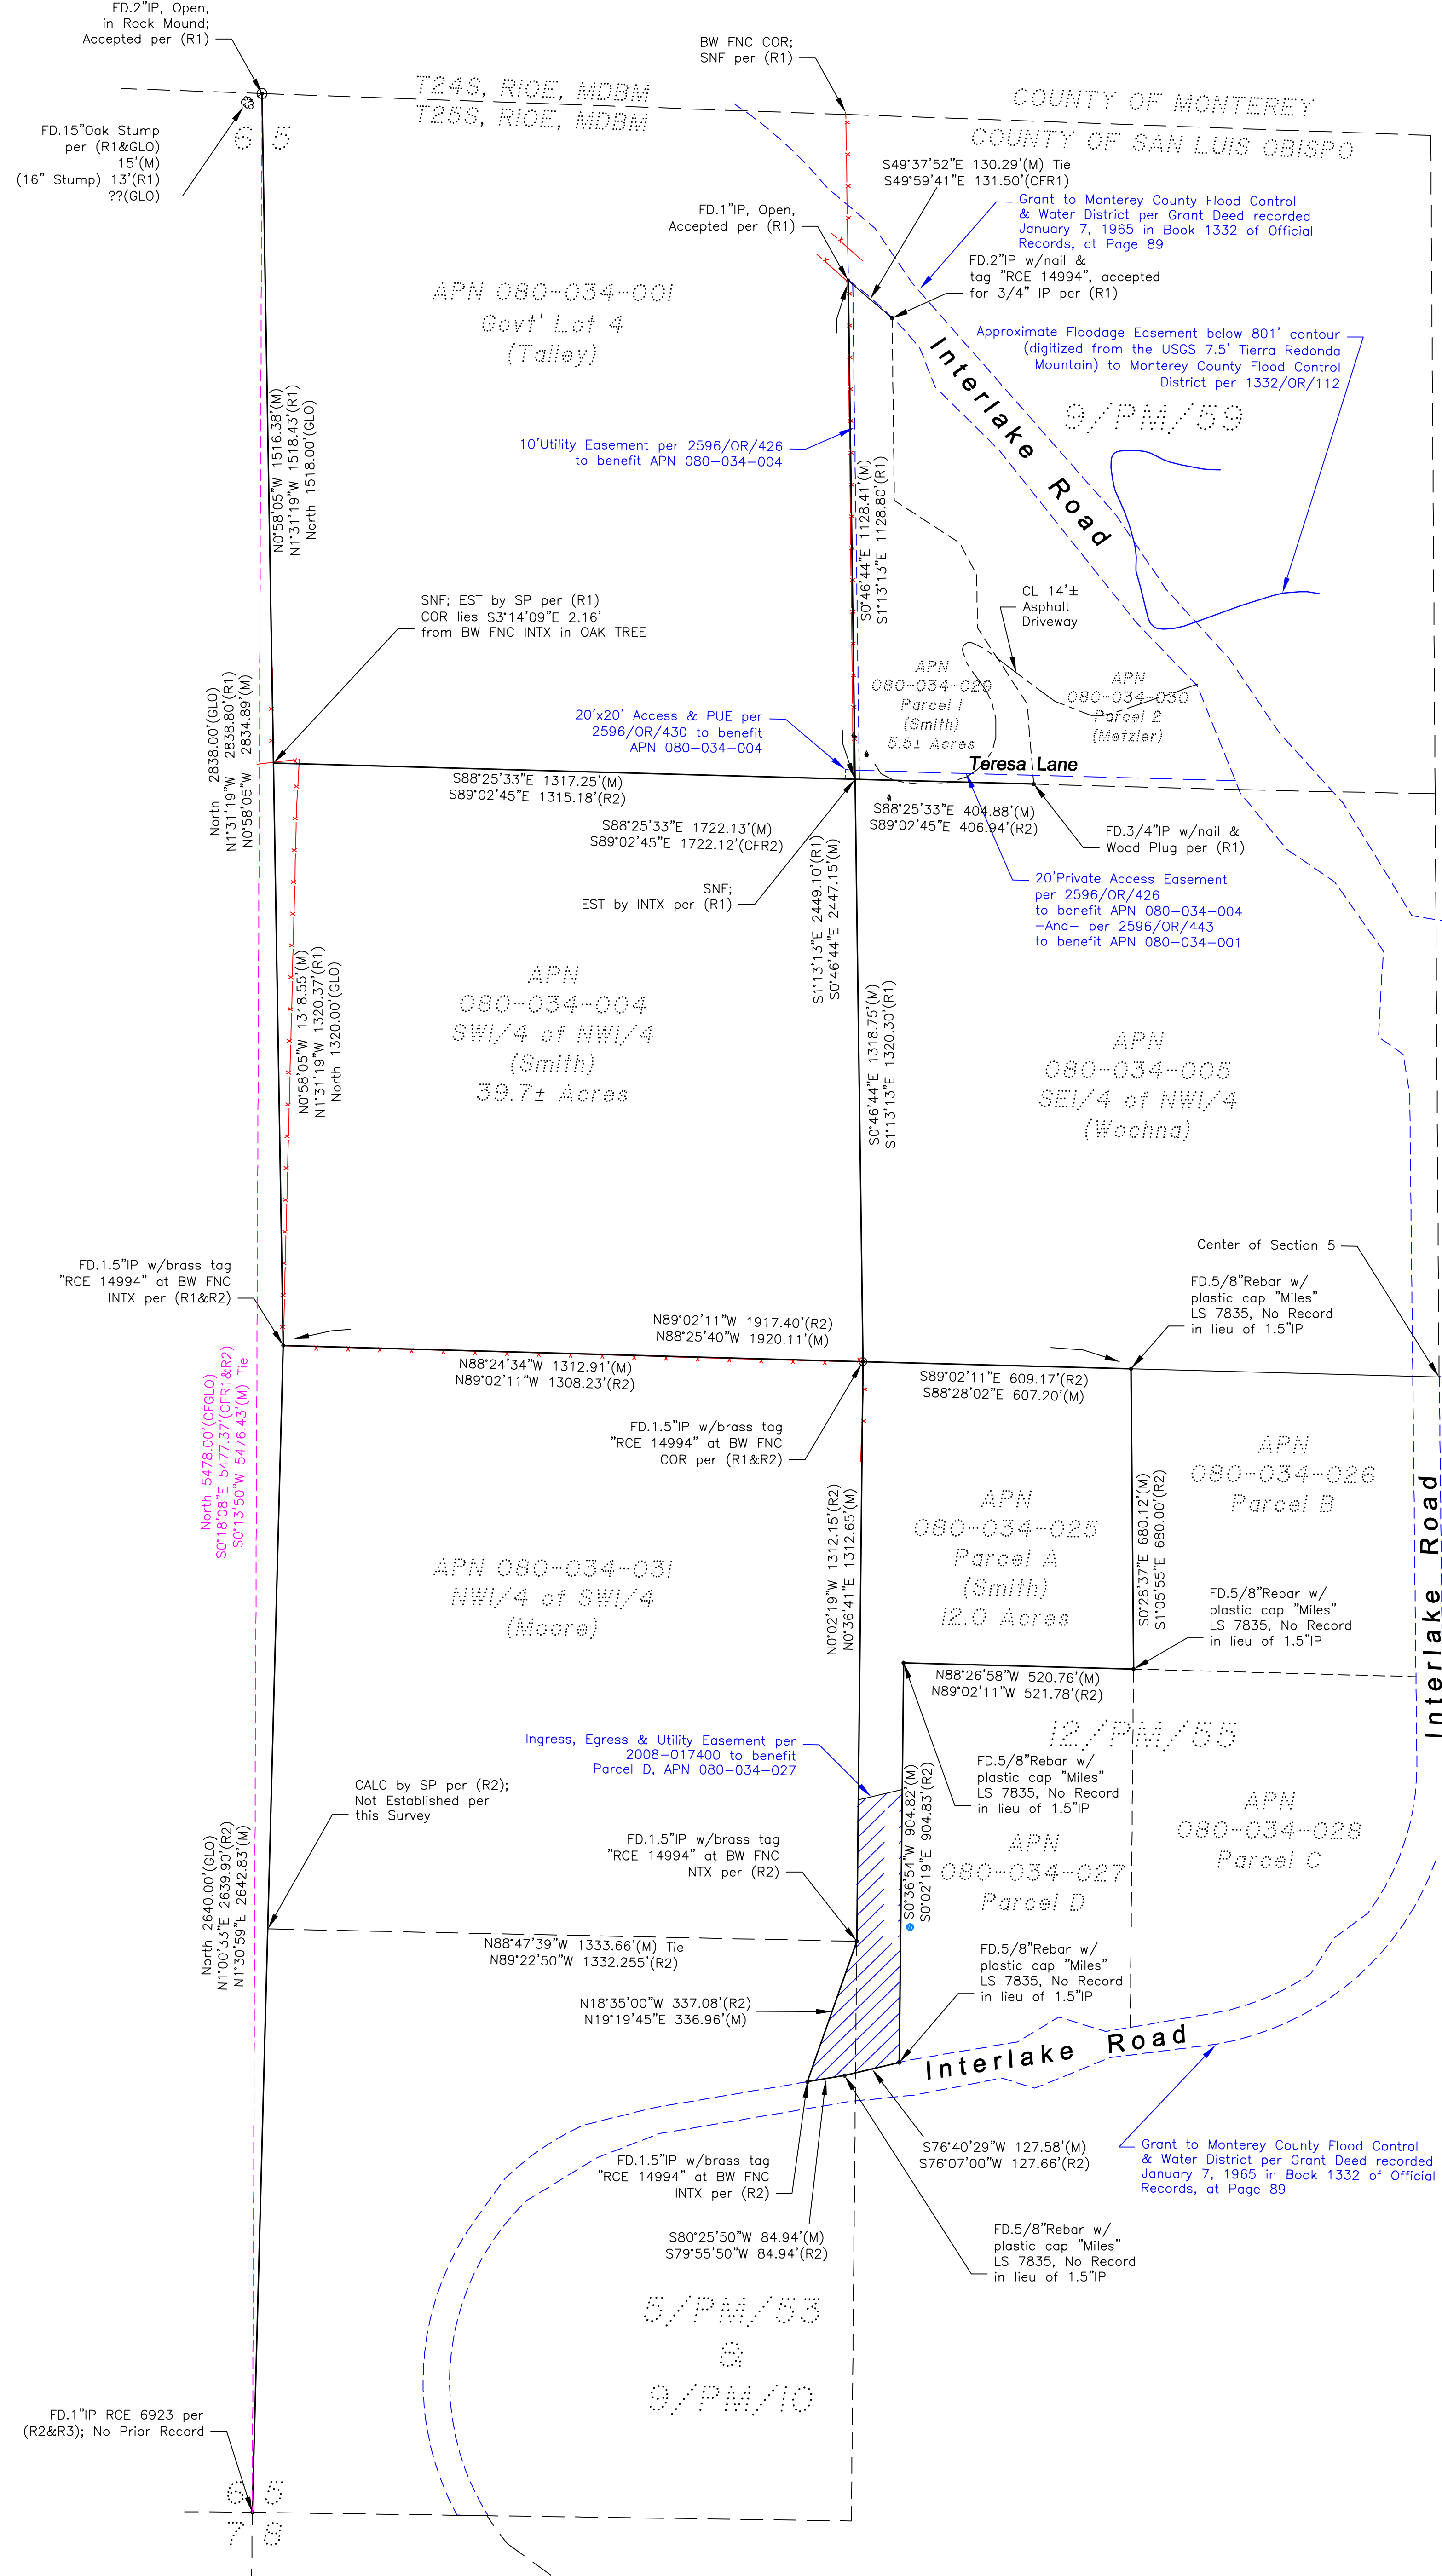 FD.2"IP, Open,
in Rock Mound;
Accepted per (R1)
BW FNC COR;
SNF per (R1)
T24S, R10E, MDBM
T25S, R10E, MDBM
COUNTY OF MONTEREY
COUNTY OF SAN LUIS OBISPO
6 5
FD.15"Oak Stump
per (R1&GLO)
15'(M)
(16" Stump) 13'(R1)
??(GLO)
S49°37'52"E 130.29'(M) Tie
S49°59'41"E 131.50'(CFR1)
Grant to Monterey County Flood Control
& Water District per Grant Deed recorded
January 7, 1965 in Book 1332 of Official
Records, at Page 89
FD.1"IP, Open,
Accepted per (R1)
FD.2"IP w/nail &
tag "RCE 14994", accepted
for 3/4" IP per (R1)
APN 080-034-001
Govt' Lot 4
(Talley)
Interlake Road
Approximate Floodage Easement below 801' contour
(digitized from the USGS 7.5' Tierra Redonda
Mountain) to Monterey County Flood Control
District per 1332/OR/112
9/PM/59
N0°58'05"W 1516.38'(M)
N1°31'19"W 1518.43'(R1)
North 1518.00'(GLO)
10'Utility Easement per 2596/OR/426
to benefit APN 080-034-004
S0°46'44"E 1128.41'(M)
S1°13'13"E 1128.80'(R1)
SNF; EST by SP per (R1)
COR lies S3°14'09"E 2.16'
from BW FNC INTX in OAK TREE
CL 14'±
Asphalt
Driveway
APN
080-034-029
Parcel 1
(Smith)
5.5± Acres
APN
080-034-030
Parcel 2
(Metzler)
North 2838.00'(GLO)
N1°31'19"W 2838.80'(R1)
N0°58'05"W 2834.89'(M)
20'x20' Access & PUE per
2596/OR/430 to benefit
APN 080-034-004
Teresa Lane
S88°25'33"E 1317.25'(M)
S89°02'45"E 1315.18'(R2)
S88°25'33"E 1722.13'(M)
S89°02'45"E 1722.12'(CFR2)
S88°25'33"E 404.88'(M)
S89°02'45"E 406.94'(R2)
FD.3/4"IP w/nail &
Wood Plug per (R1)
SNF;
EST by INTX per (R1)
S1°13'13"E 2449.10'(R1)
S0°46'44"E 2447.15'(M)
20'Private Access Easement
per 2596/OR/426
to benefit APN 080-034-004
-And- per 2596/OR/443
to benefit APN 080-034-001
N0°58'05"W 1318.55'(M)
N1°31'19"W 1320.37'(R1)
North 1320.00'(GLO)
APN
080-034-004
SW1/4 of NW1/4
(Smith)
39.7± Acres
S0°46'44"E 1318.75'(M)
S1°13'13"E 1320.30'(R1)
APN
080-034-005
SE1/4 of NW1/4
(Wochna)
Center of Section 5
FD.1.5"IP w/brass tag
"RCE 14994" at BW FNC
INTX per (R1&R2)
FD.5/8"Rebar w/
plastic cap "Miles"
LS 7835, No Record
in lieu of 1.5"IP
N89°02'11"W 1917.40'(R2)
N88°25'40"W 1920.11'(M)
N88°24'34"W 1312.91'(M)
N89°02'11"W 1308.23'(R2)
S89°02'11"E 609.17'(R2)
S88°28'02"E 607.20'(M)
North 5478.00'(CFGLO)
S0°18'08"E 5477.37'(CFR1&R2)
S0°13'50"W 5476.43'(M) Tie
FD.1.5"IP w/brass tag
"RCE 14994" at BW FNC
COR per (R1&R2)
N0°02'19"W 1312.15'(R2)
N0°36'41"E 1312.65'(M)
APN
080-034-026
Parcel B
APN
080-034-025
Parcel A
(Smith)
12.0 Acres
S0°28'37"E 680.12'(M)
S1°05'55"E 680.00'(R2)
Interlake Road
APN 080-034-031
NW1/4 of SW1/4
(Moore)
FD.5/8"Rebar w/
plastic cap "Miles"
LS 7835, No Record
in lieu of 1.5"IP
N88°26'58"W 520.76'(M)
N89°02'11"W 521.78'(R2)
12/PM/55
Ingress, Egress & Utility Easement per
2008-017400 to benefit
Parcel D, APN 080-034-027
FD.5/8"Rebar w/
plastic cap "Miles"
LS 7835, No Record
in lieu of 1.5"IP
CALC by SP per (R2);
Not Established per
this Survey
S0°36'54"W 904.82'(M)
S0°02'19"E 904.83'(R2)
APN
080-034-028
Parcel C
FD.1.5"IP w/brass tag
"RCE 14994" at BW FNC
INTX per (R2)
APN
080-034-027
Parcel D
North 2640.00'(GLO)
N1°00'33"E 2639.90'(R2)
N1°30'59"E 2642.83'(M)
N88°47'39"W 1333.66'(M) Tie
N89°22'50"W 1332.255'(R2)
FD.5/8"Rebar w/
plastic cap "Miles"
LS 7835, No Record
in lieu of 1.5"IP
N18°35'00"W 337.08'(R2)
N19°19'45"E 336.96'(M)
Interlake Road
S76°40'29"W 127.58'(M)
S76°07'00"W 127.66'(R2)
Grant to Monterey County Flood Control
& Water District per Grant Deed recorded
January 7, 1965 in Book 1332 of Official
Records, at Page 89
FD.1.5"IP w/brass tag
"RCE 14994" at BW FNC
INTX per (R2)
S80°25'50"W 84.94'(M)
S79°55'50"W 84.94'(R2)
FD.5/8"Rebar w/
plastic cap "Miles"
LS 7835, No Record
in lieu of 1.5"IP
5/PM/53
&
9/PM/10
FD.1"IP RCE 6923 per
(R2&R3); No Prior Record
6 5
7 8